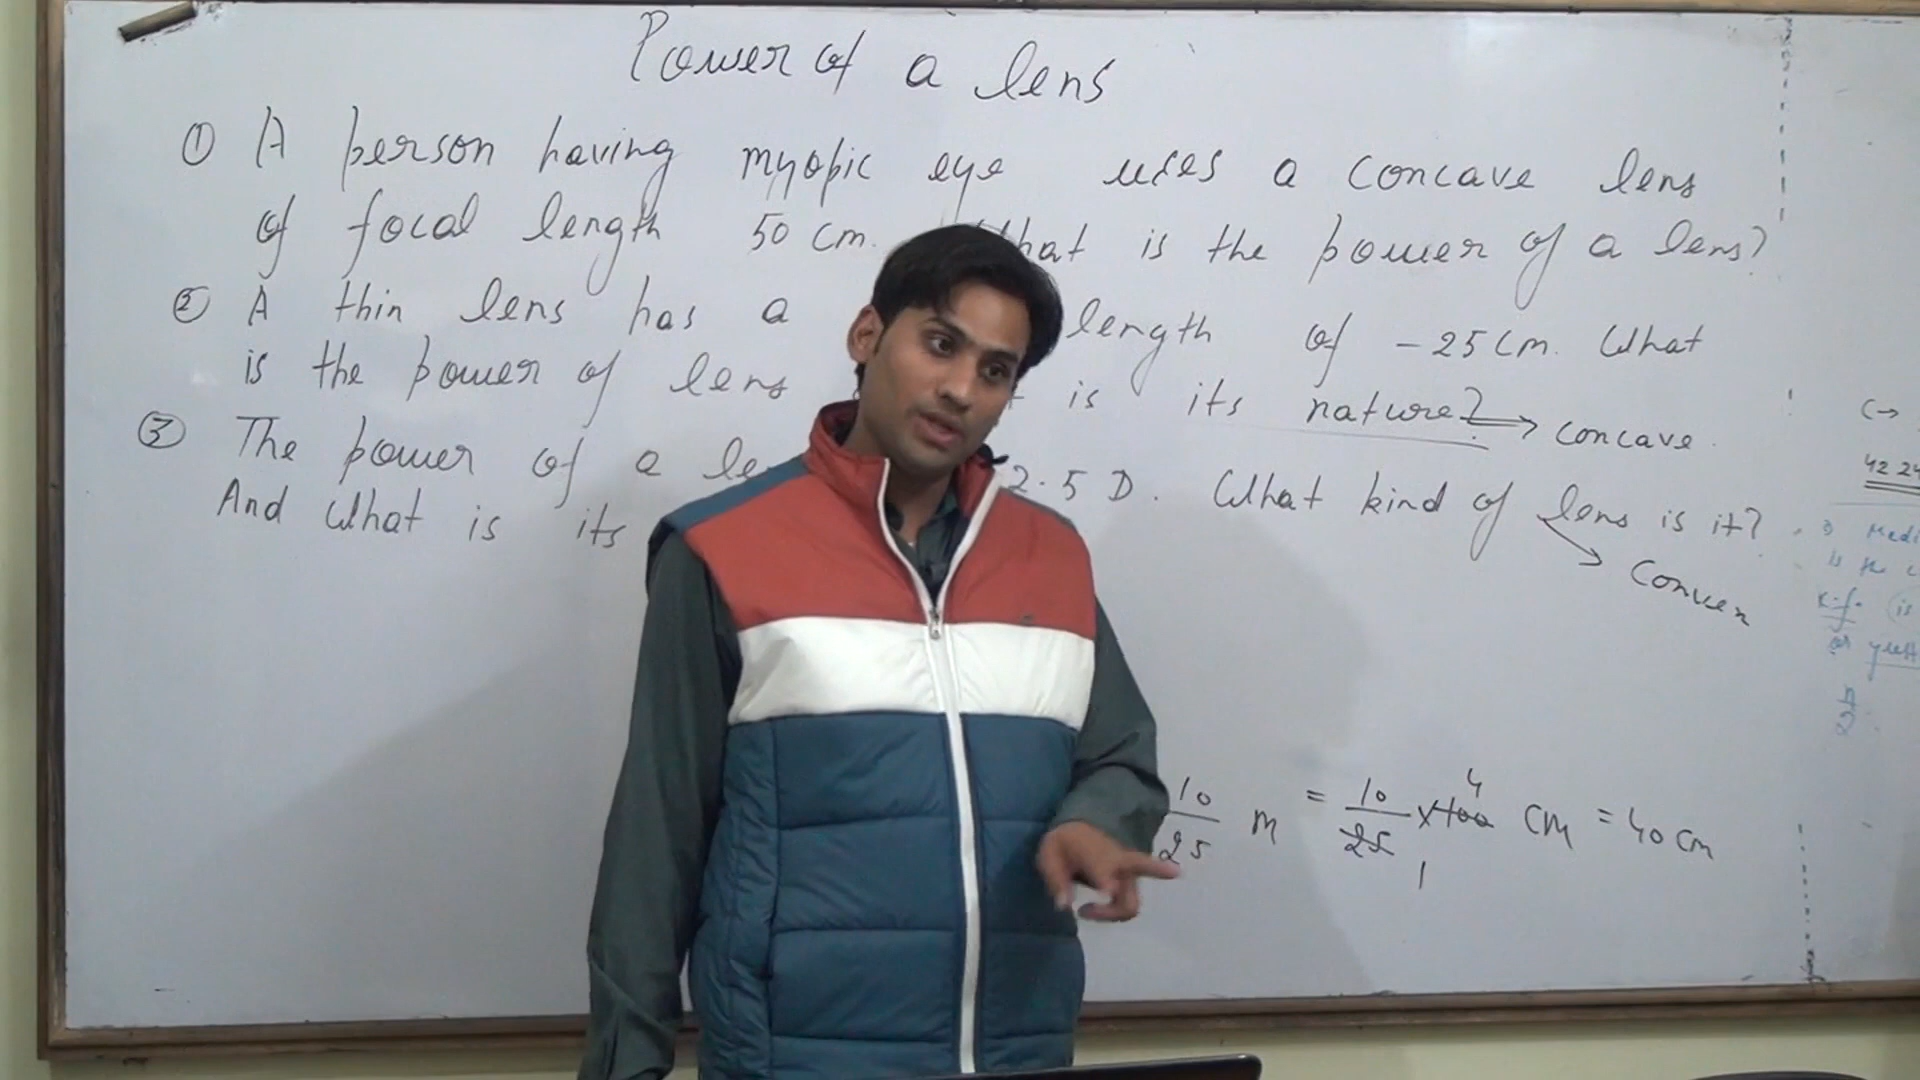 Power of a lens
① A person having myopic eye uses a concave lens
of focal length 50 cm. What is the power of a lens?
② A thin lens has a length of -25 cm. What
is the power of lens is its nature? → concave.
③ The power of a 2.5 D. What kind of lens is it?
And What is its
→ Convex
10/25 m = 10/25 × 100 cm = 40 cm
4
1
C→